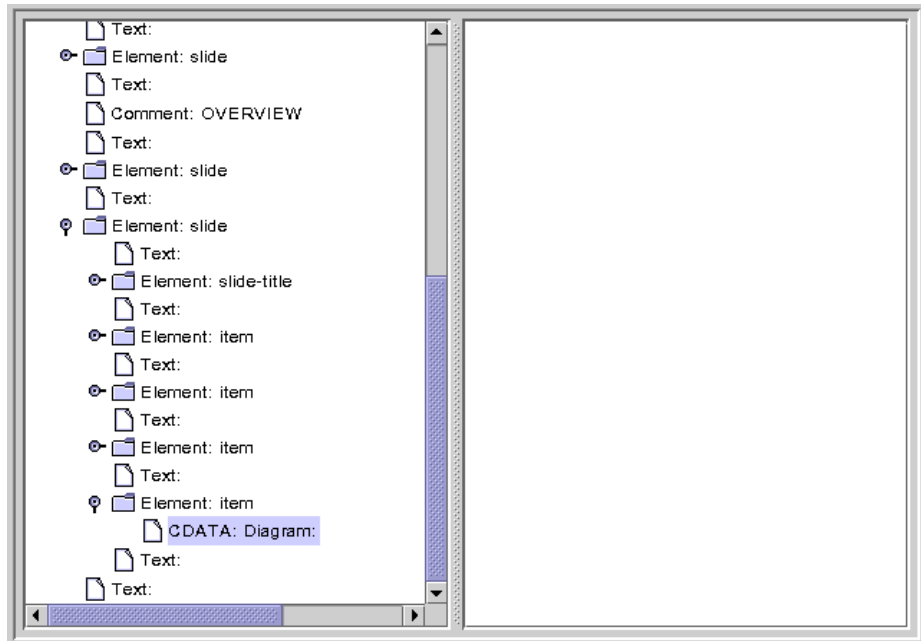 Text:
Element: slide
Text:
Comment: OVERVIEW
Text:
Element: slide
Text:
Element: slide
Text:
Element: slide-title
Text:
Element: item
Text:
Element: item
Text:
Element: item
Text:
Element: item
CDATA: Diagram:
Text:
Text: